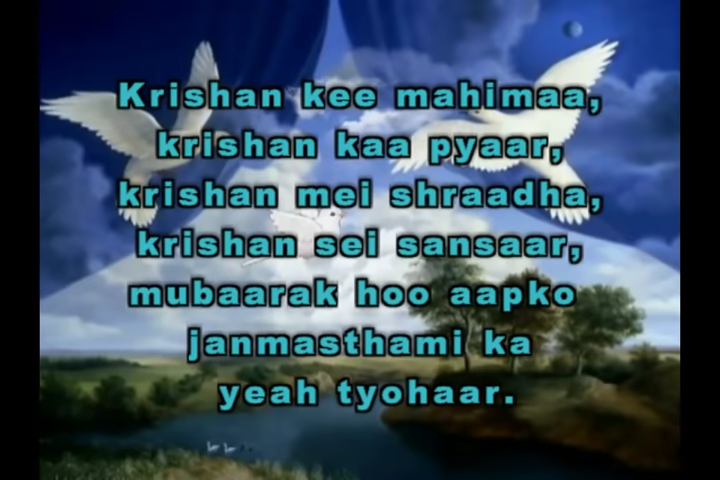 Krishan kee mahimaa,
krishan kaa pyaar,
krishan mei shraadha,
krishan sei sansaar,
mubaarak hoo aapko
janmasthami ka
yeah tyohaar.